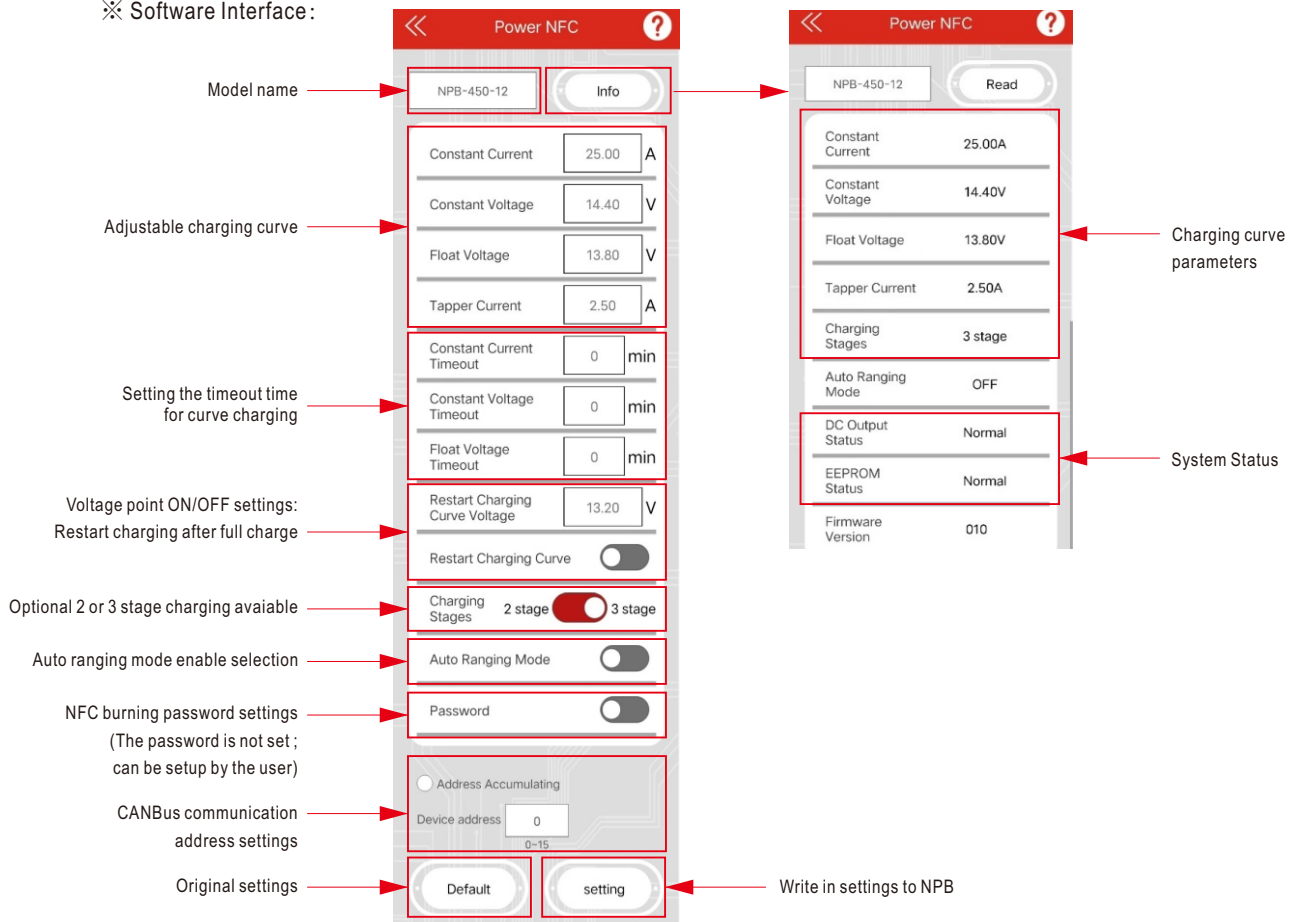 ※ Software Interface:
Power NFC
?
Model name
NPB-450-12
Info
Adjustable charging curve
Constant Current
25.00
A
Constant Voltage
14.40
V
Float Voltage
13.80
V
Tapper Current
2.50
A
Setting the timeout time
for curve charging
Constant Current
Timeout
0
min
Constant Voltage
Timeout
0
min
Float Voltage
Timeout
0
min
Voltage point ON/OFF settings:
Restart charging after full charge
Restart Charging
Curve Voltage
13.20
V
Restart Charging Curve
Optional 2 or 3 stage charging avaiable
Charging
Stages
2 stage
3 stage
Auto ranging mode enable selection
Auto Ranging Mode
NFC burning password settings
(The password is not set ;
can be setup by the user)
Password
CANBus communication
address settings
Address Accumulating
Device address
0
0~15
Original settings
Default
setting
Write in settings to NPB
Power NFC
?
NPB-450-12
Read
Constant
Current
25.00A
Constant
Voltage
14.40V
Float Voltage
13.80V
Tapper Current
2.50A
Charging
Stages
3 stage
Charging curve
parameters
Auto Ranging
Mode
OFF
DC Output
Status
Normal
EEPROM
Status
Normal
System Status
Firmware
Version
010